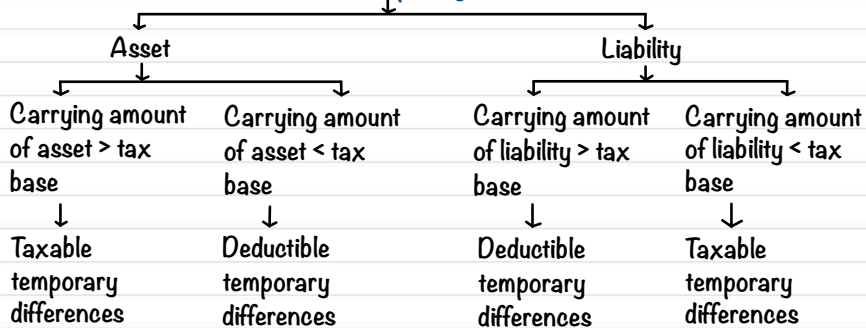 Asset
Liability
Carrying amount
of asset > tax
base
Carrying amount
of asset < tax
base
Carrying amount
of liability > tax
base
Carrying amount
of liability < tax
base
Taxable
temporary
differences
Deductible
temporary
differences
Deductible
temporary
differences
Taxable
temporary
differences